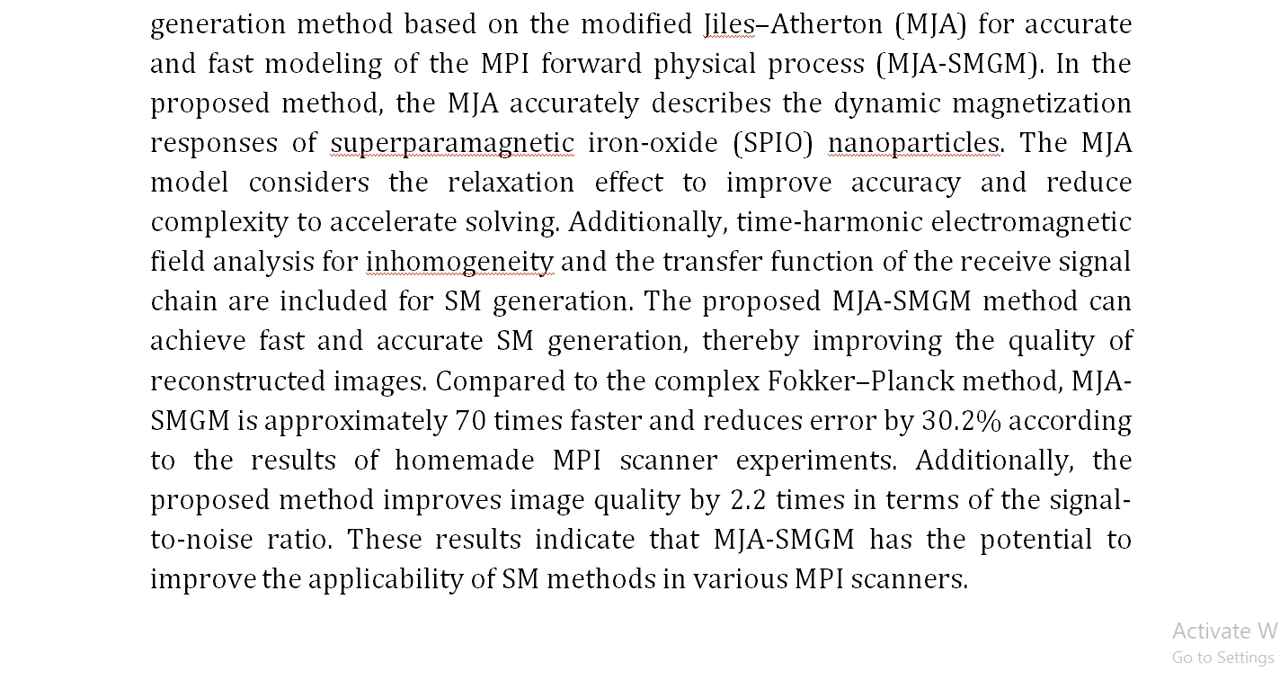 generation method based on the modified Jiles–Atherton (MJA) for accurate
and fast modeling of the MPI forward physical process (MJA-SMGM). In the
proposed method, the MJA accurately describes the dynamic magnetization
responses of superparamagnetic iron-oxide (SPIO) nanoparticles. The MJA
model considers the relaxation effect to improve accuracy and reduce
complexity to accelerate solving. Additionally, time-harmonic electromagnetic
field analysis for inhomogeneity and the transfer function of the receive signal
chain are included for SM generation. The proposed MJA-SMGM method can
achieve fast and accurate SM generation, thereby improving the quality of
reconstructed images. Compared to the complex Fokker–Planck method, MJA-
SMGM is approximately 70 times faster and reduces error by 30.2% according
to the results of homemade MPI scanner experiments. Additionally, the
proposed method improves image quality by 2.2 times in terms of the signal-
to-noise ratio. These results indicate that MJA-SMGM has the potential to
improve the applicability of SM methods in various MPI scanners.
Activate W
Go to Settings